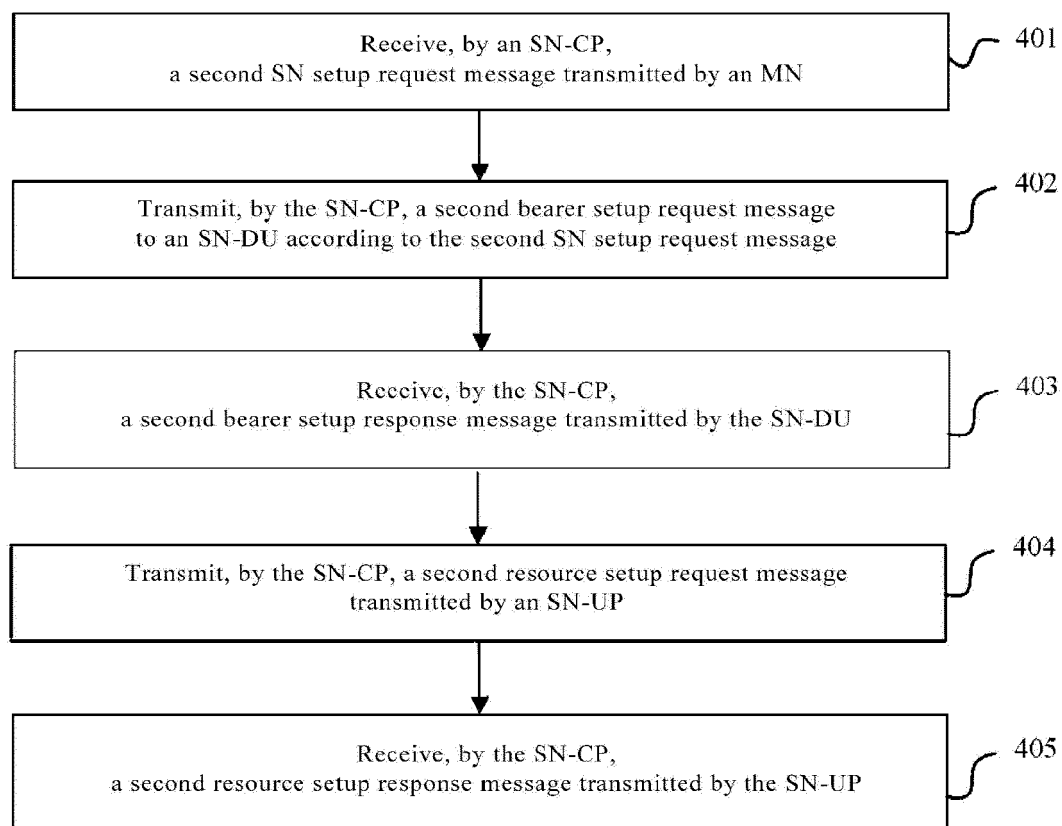 Receive, by an SN-CP,
a second SN setup request message transmitted by an MN
401
Transmit, by the SN-CP, a second bearer setup request message
to an SN-DU according to the second SN setup request message
402
Receive, by the SN-CP,
a second bearer setup response message transmitted by the SN-DU
403
Transmit, by the SN-CP, a second resource setup request message
transmitted by an SN-UP
404
Receive, by the SN-CP,
a second resource setup response message transmitted by the SN-UP
405